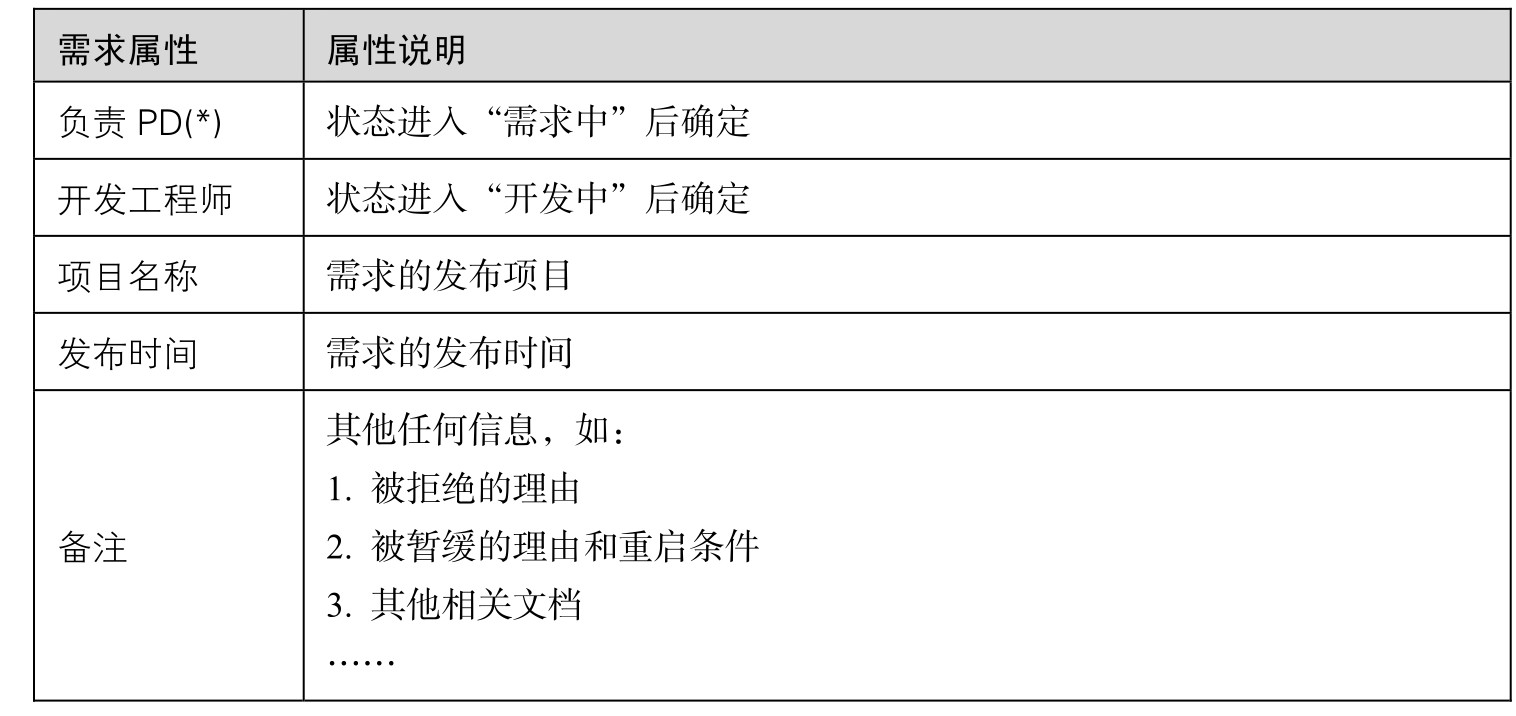 需求属性 属性说明
负责 PD(*) 状态进入“需求中”后确定
开发工程师 状态进入“开发中”后确定
项目名称 需求的发布项目
发布时间 需求的发布时间
备注
其他任何信息，如：
1. 被拒绝的理由
2. 被暂缓的理由和重启条件
3. 其他相关文档
……